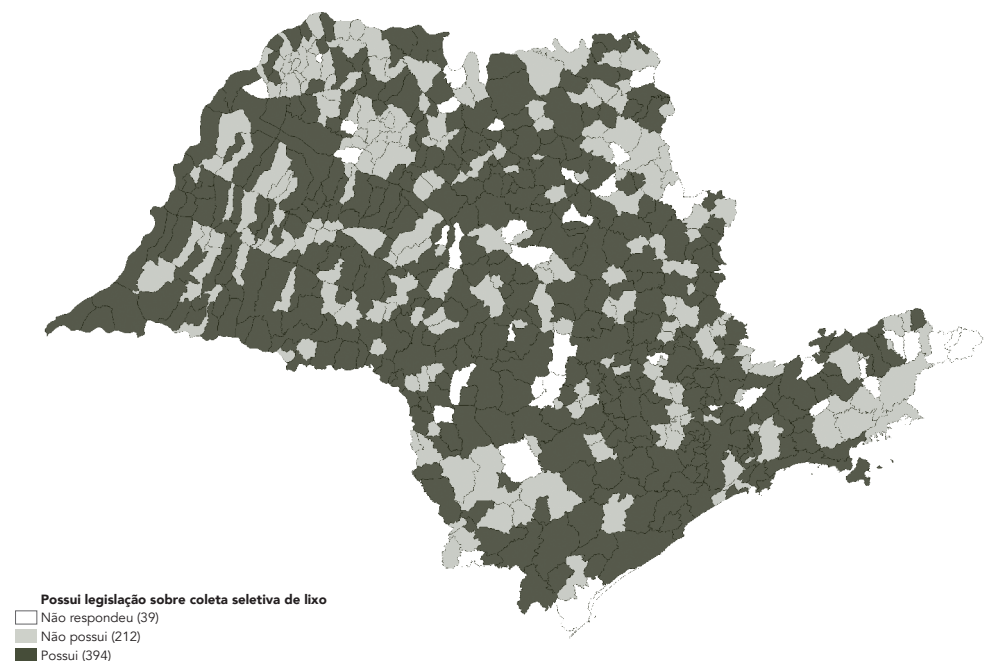 Possui legislação sobre coleta seletiva de lixo
Não respondeu (39)
Não possui (212)
Possui (394)